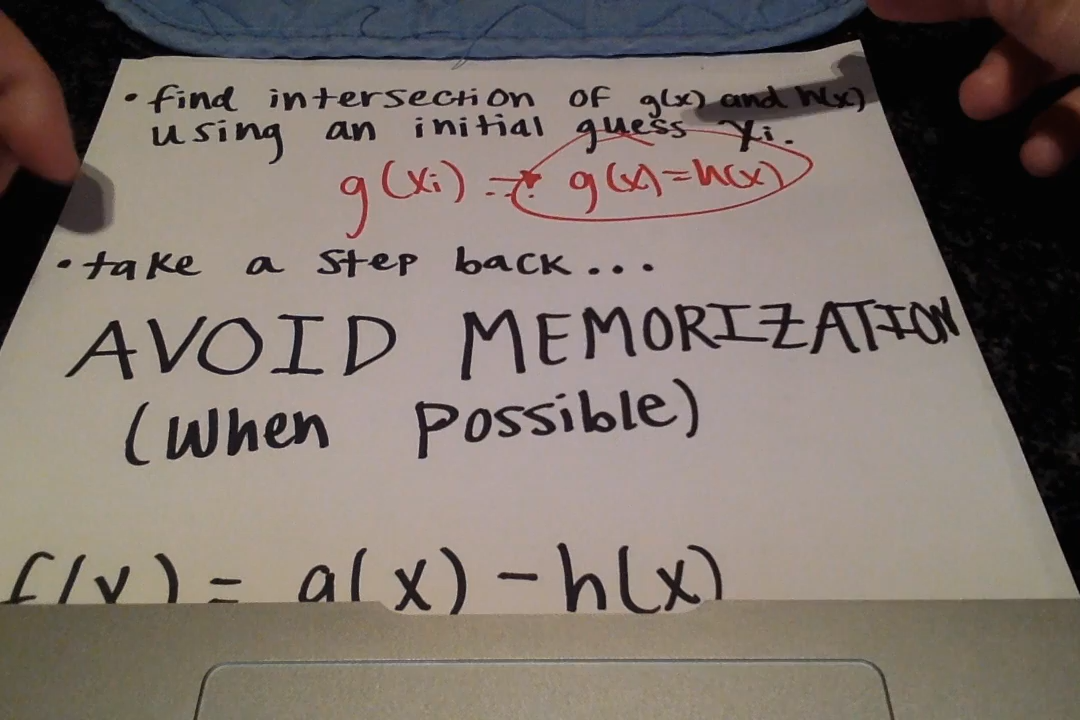 • find intersection of g(x) and h(x)
using an initial guess xi.
g(xi) = g(x)=h(x)
• take a step back...
AVOID MEMORIZATION
(when possible)
f(x) = g(x) - h(x)